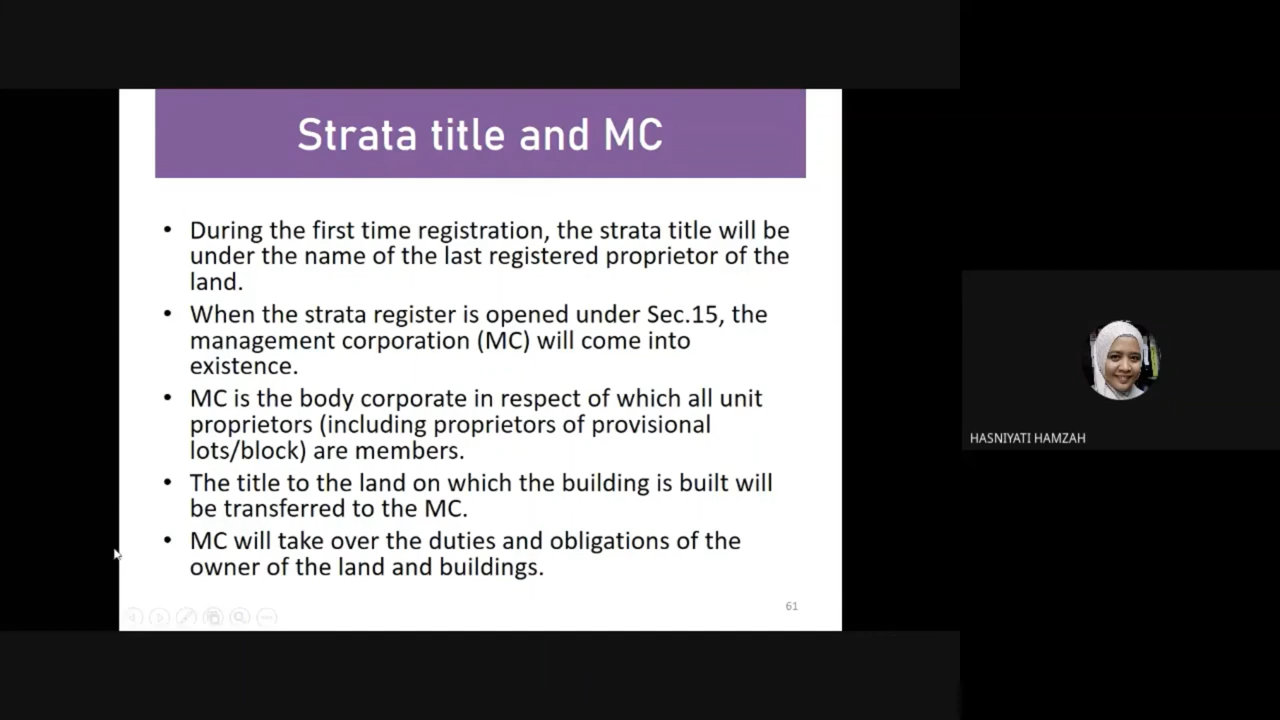 Strata title and MC
• During the first time registration, the strata title will be
under the name of the last registered proprietor of the
land.
• When the strata register is opened under Sec.15, the
management corporation (MC) will come into
existence.
• MC is the body corporate in respect of which all unit
proprietors (including proprietors of provisional
lots/block) are members.
• The title to the land on which the building is built will
be transferred to the MC.
• MC will take over the duties and obligations of the
owner of the land and buildings.
61
HASNIYATI HAMZAH